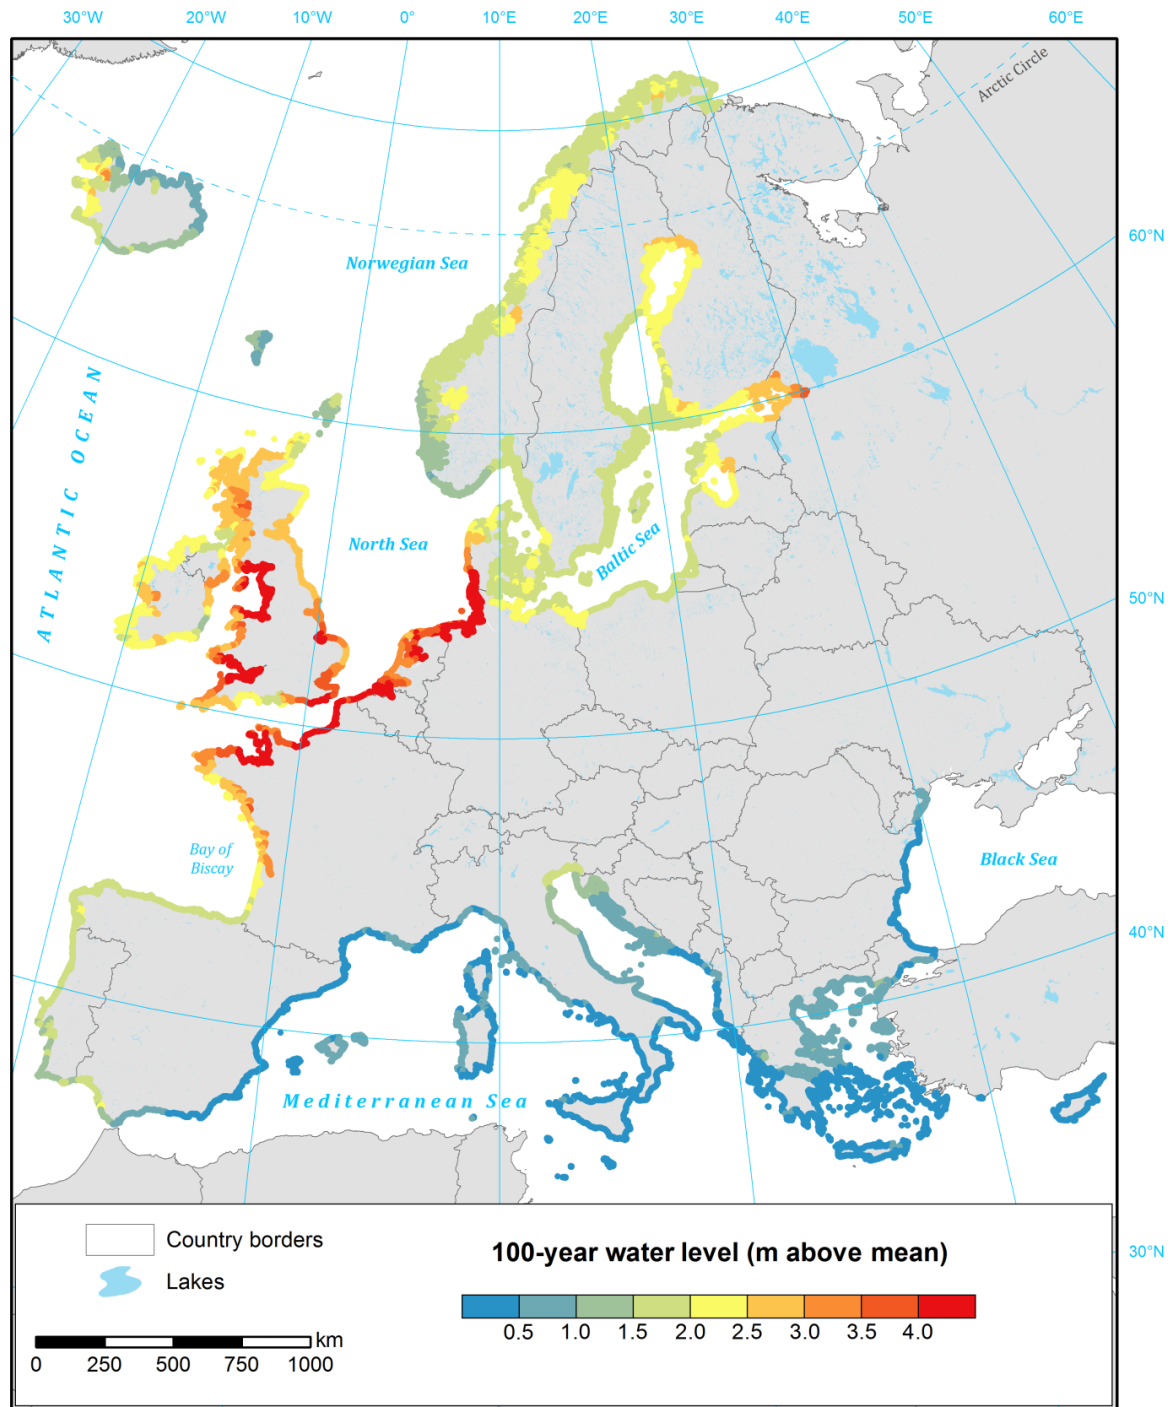 30°W 20°W 10°W 0° 10°E 20°E 30°E 40°E 50°E 60°E
Arctic Circle
60°N
Norwegian Sea
ATLANTIC OCEAN
North Sea
Baltic Sea
50°N
Bay of
Biscay
Black Sea
40°N
Mediterranean Sea
Country borders
Lakes
100-year water level (m above mean)
30°N
0.5 1.0 1.5 2.0 2.5 3.0 3.5 4.0
km
0 250 500 750 1000